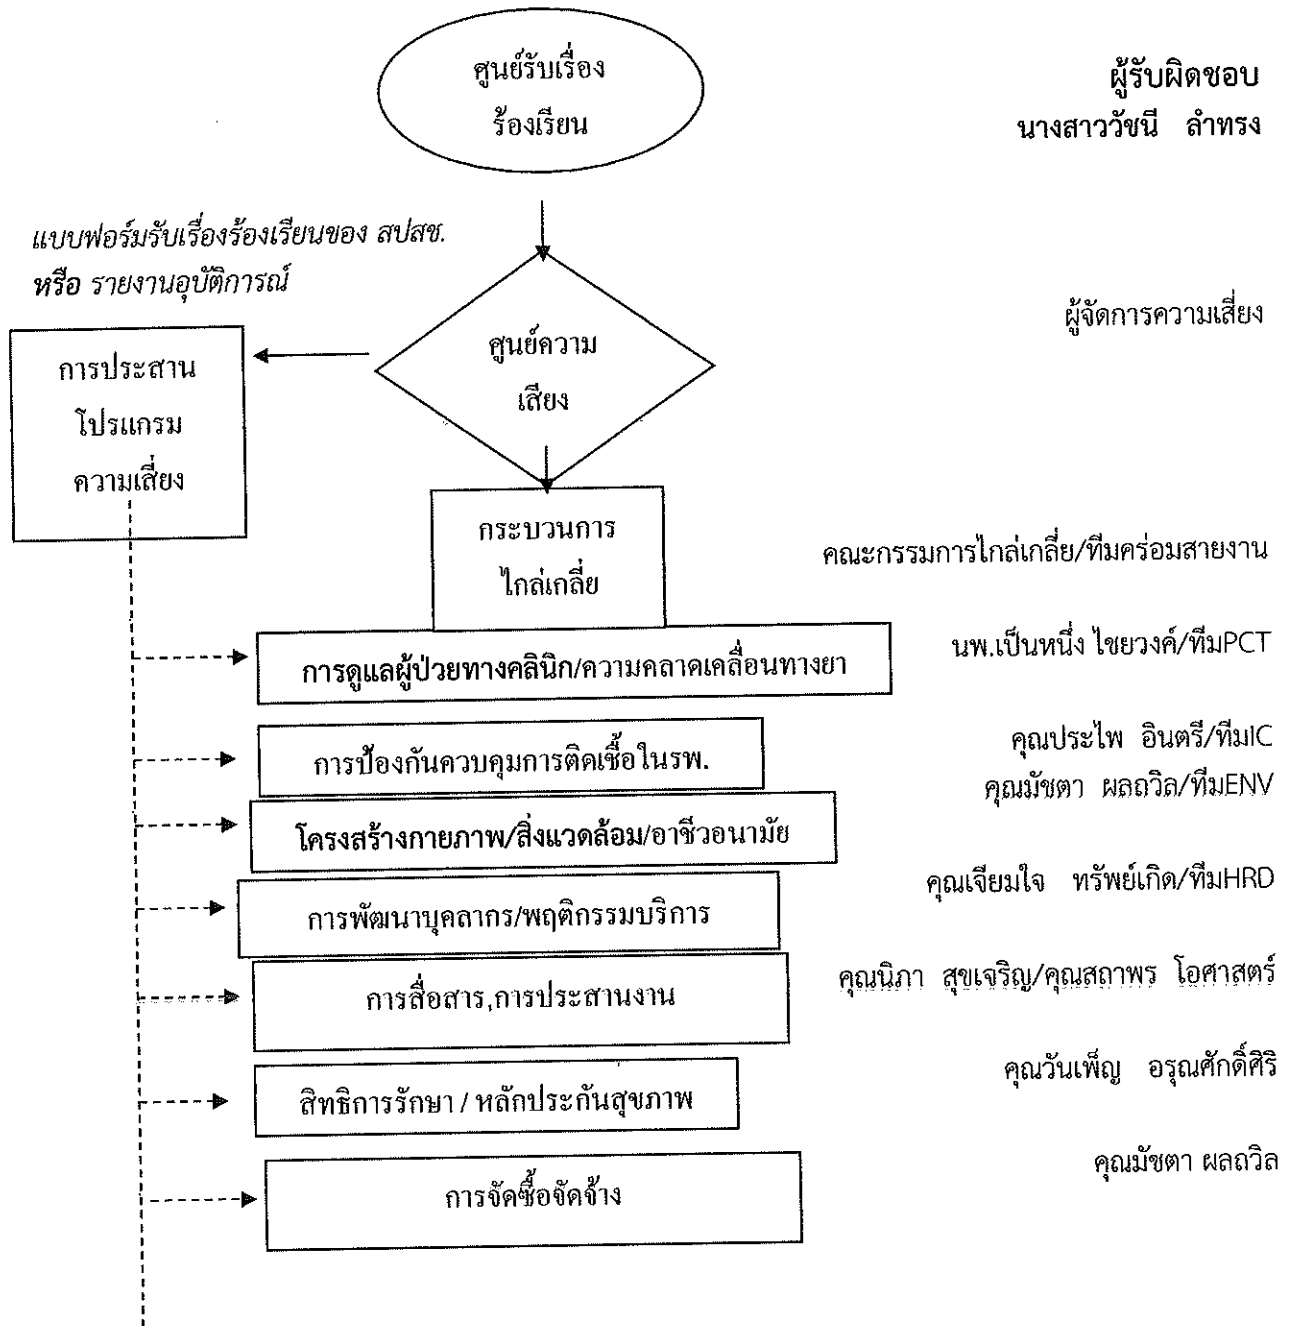 ศูนย์รับเรื่อง
ร้องเรียน
ผู้รับผิดชอบ
นางสาววัชนี ลำทรง
แบบฟอร์มรับเรื่องร้องเรียนของ สปสช.
หรือ รายงานอุบัติการณ์
ผู้จัดการความเสี่ยง
ศูนย์ความ
เสียง
การประสาน
โปรแกรม
ความเสี่ยง
กระบวนการ
ไกล่เกลี่ย
คณะกรรมการไกล่เกลี่ย/ทีมคร่อมสายงาน
การดูแลผู้ป่วยทางคลินิก/ความคลาดเคลื่อนทางยา
นพ.เป็นหนึ่ง ไชยวงค์/ทีมPCT
การป้องกันควบคุมการติดเชื้อในรพ.
คุณประไพ อินตรี/ทีมIC
คุณมัชตา ผลถวิล/ทีมENV
โครงสร้างกายภาพ/สิ่งแวดล้อม/อาชีวอนามัย
คุณเจียมใจ ทรัพย์เกิด/ทีมHRD
การพัฒนาบุคลากร/พฤติกรรมบริการ
คุณนิภา สุขเจริญ/คุณสถาพร โอศาสตร์
การสื่อสาร,การประสานงาน
คุณวันเพ็ญ อรุณศักดิ์ศิริ
สิทธิการรักษา / หลักประกันสุขภาพ
คุณมัชตา ผลถวิล
การจัดซื้อจัดจ้าง